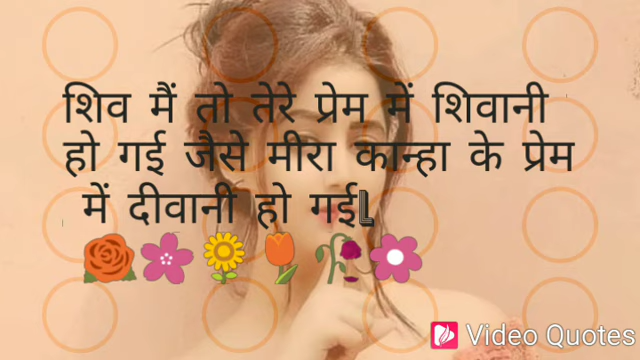 शिव मैं तो तेरे प्रेम में शिवानी
हो गई जैसे मीरा कान्हा के प्रेम
में दीवानी हो गई।
Video Quotes